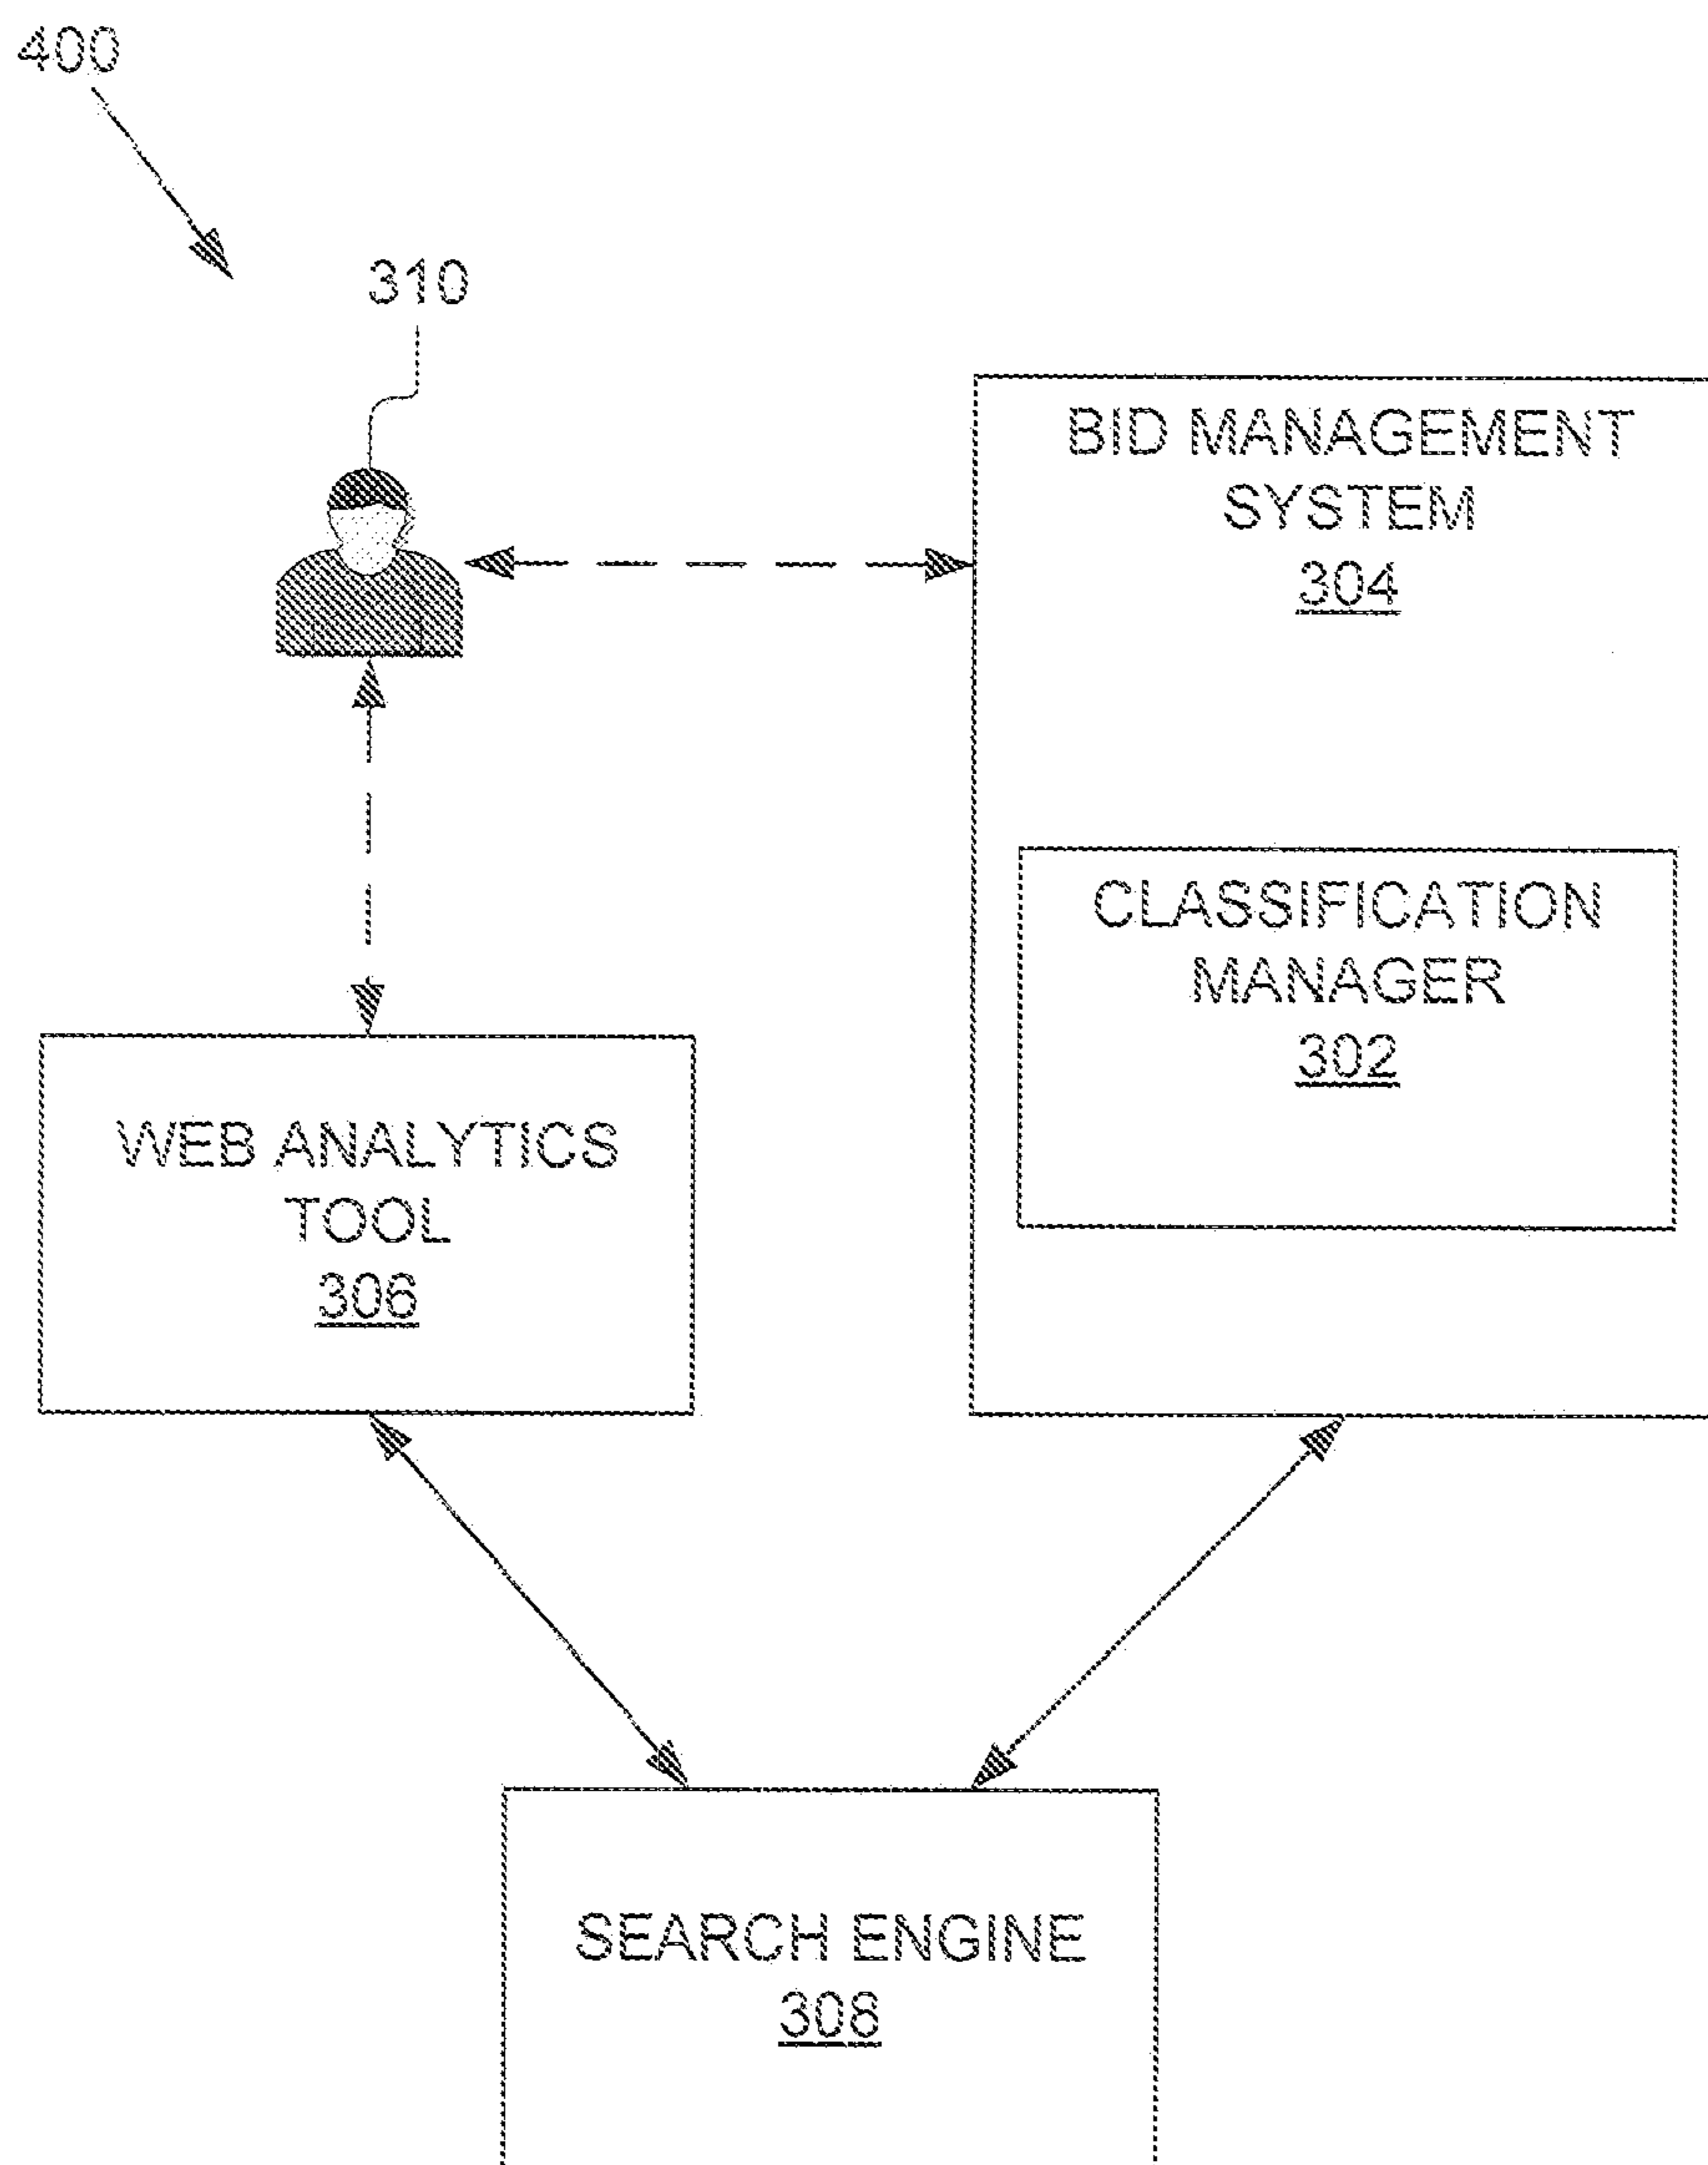 400
310
BID MANAGEMENT
SYSTEM
304
CLASSIFICATION
MANAGER
302
WEB ANALYTICS
TOOL
306
SEARCH ENGINE
308